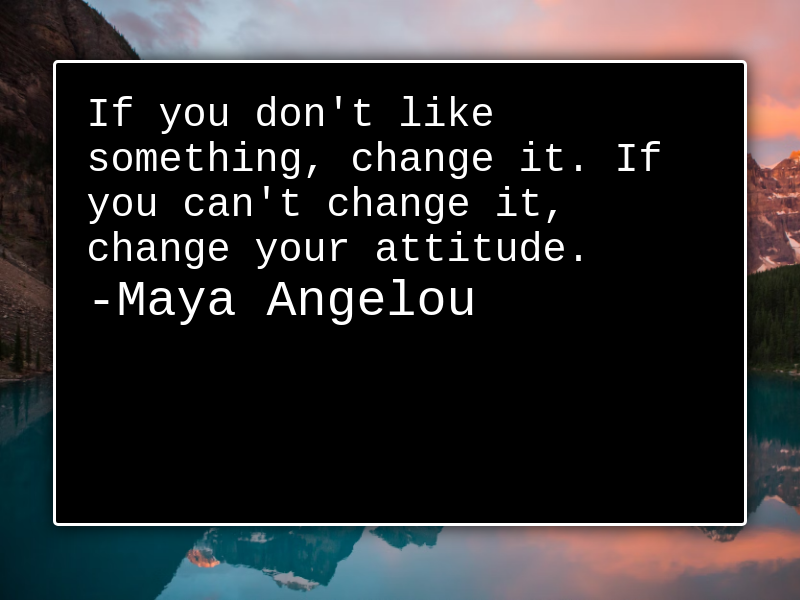 If you don't like
something, change it. If
you can't change it,
change your attitude.
-Maya Angelou